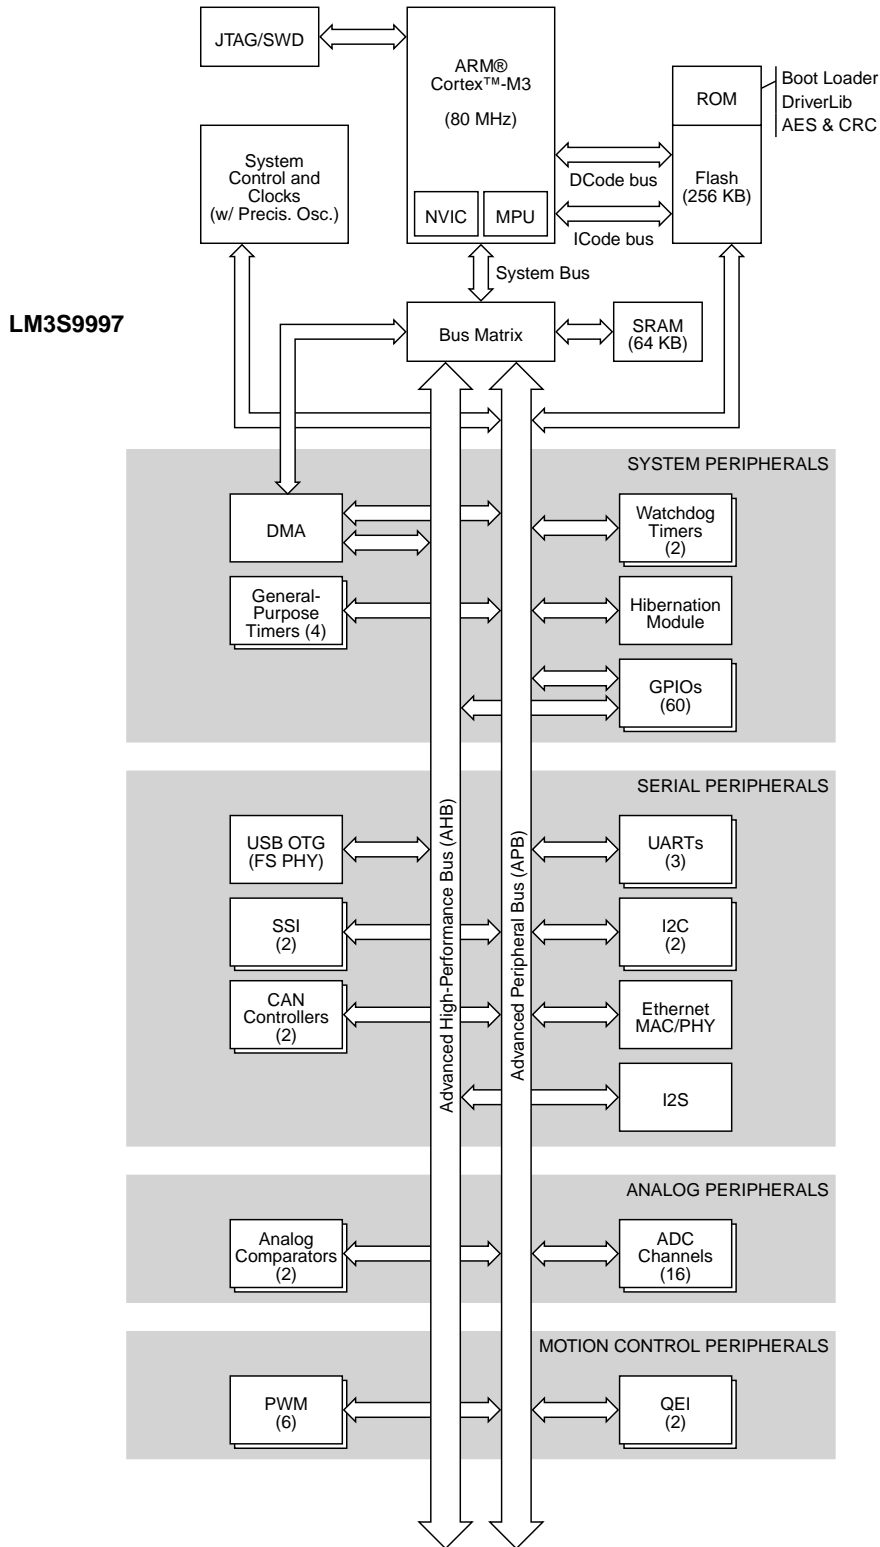 JTAG/SWD
ARM®
Cortex™-M3
(80 MHz)
NVIC
MPU
ROM
Boot Loader
DriverLib
AES & CRC
Flash
(256 KB)
DCode bus
ICode bus
System
Control and
Clocks
(w/ Precis. Osc.)
System Bus
LM3S9997
Bus Matrix
SRAM
(64 KB)
SYSTEM PERIPHERALS
DMA
Watchdog
Timers
(2)
General-
Purpose
Timers (4)
Hibernation
Module
GPIOs
(60)
Advanced High-Performance Bus (AHB)
Advanced Peripheral Bus (APB)
SERIAL PERIPHERALS
USB OTG
(FS PHY)
UARTs
(3)
SSI
(2)
I2C
(2)
CAN
Controllers
(2)
Ethernet
MAC/PHY
I2S
ANALOG PERIPHERALS
Analog
Comparators
(2)
ADC
Channels
(16)
MOTION CONTROL PERIPHERALS
PWM
(6)
QEI
(2)